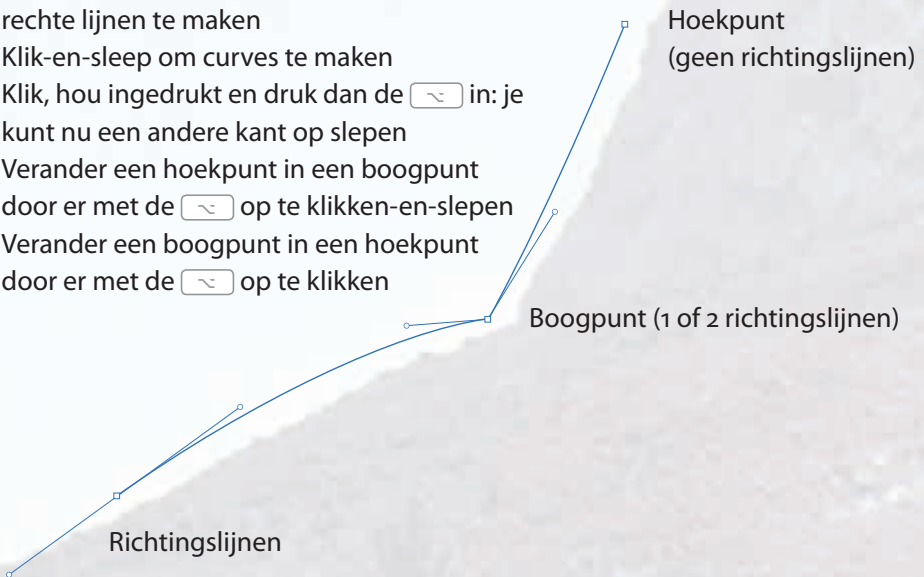 rechte lijnen te maken
Klik-en-sleep om curves te maken
Klik, hou ingedrukt en druk dan de ⌥ in: je
kunt nu een andere kant op slepen
Verander een hoekpunt in een boogpunt
door er met de ⌥ op te klikken-en-slepen
Verander een boogpunt in een hoekpunt
door er met de ⌥ op te klikken
Hoekpunt
(geen richtingslijnen)
Boogpunt (1 of 2 richtingslijnen)
Richtingslijnen